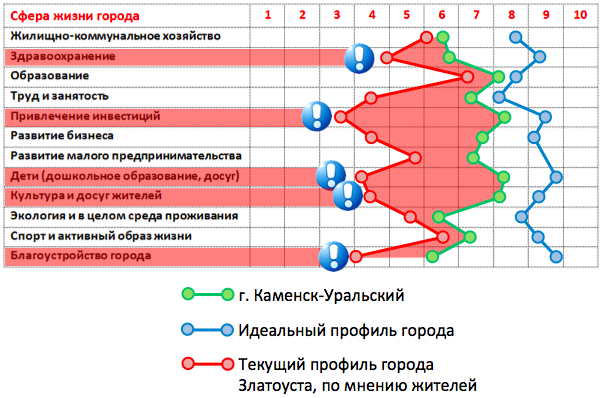 Сфера жизни города 1 2 3 4 5 6 7 8 9 10
Жилищно-коммунальное хозяйство
Здравоохранение
Образование
Труд и занятость
Привлечение инвестиций
Развитие бизнеса
Развитие малого предпринимательства
Дети (дошкольное образование, досуг)
Культура и досуг жителей
Экология и в целом среда проживания
Спорт и активный образ жизни
Благоустройство города
г. Каменск-Уральский
Идеальный профиль города
Текущий профиль города
Златоуста, по мнению жителей